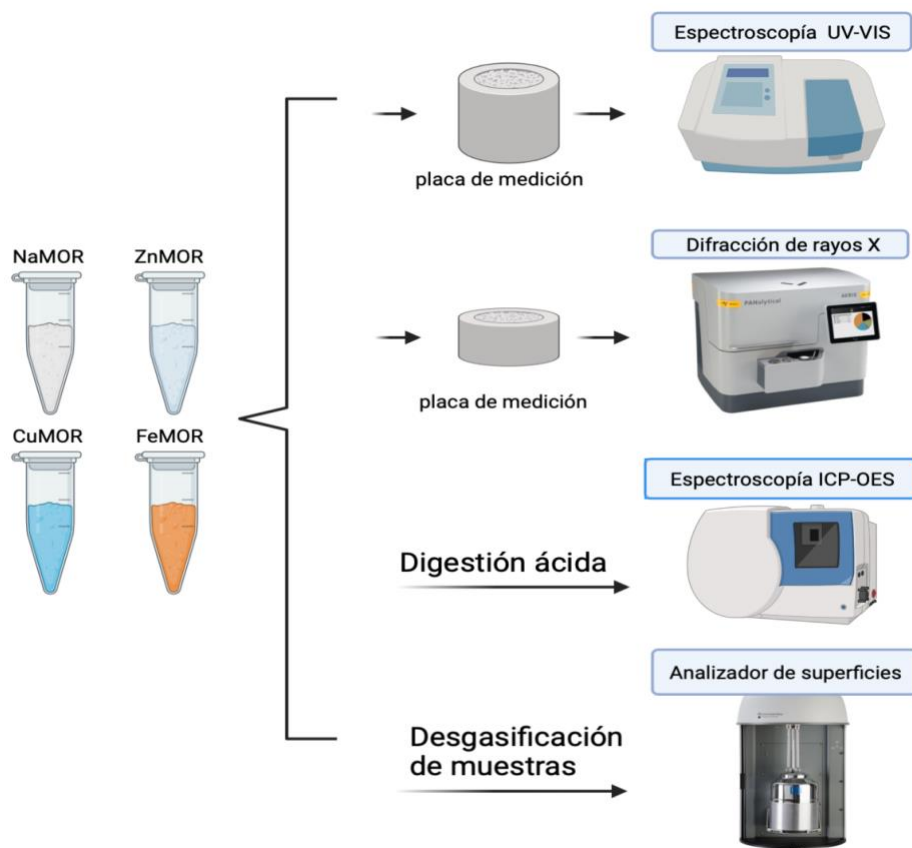 Espectroscopía UV-VIS
placa de medición
NaMOR
ZnMOR
CuMOR
FeMOR
Difracción de rayos X
PANalytical
placa de medición
Espectroscopía ICP-OES
Digestión ácida
Analizador de superficies
Desgasificación
de muestras